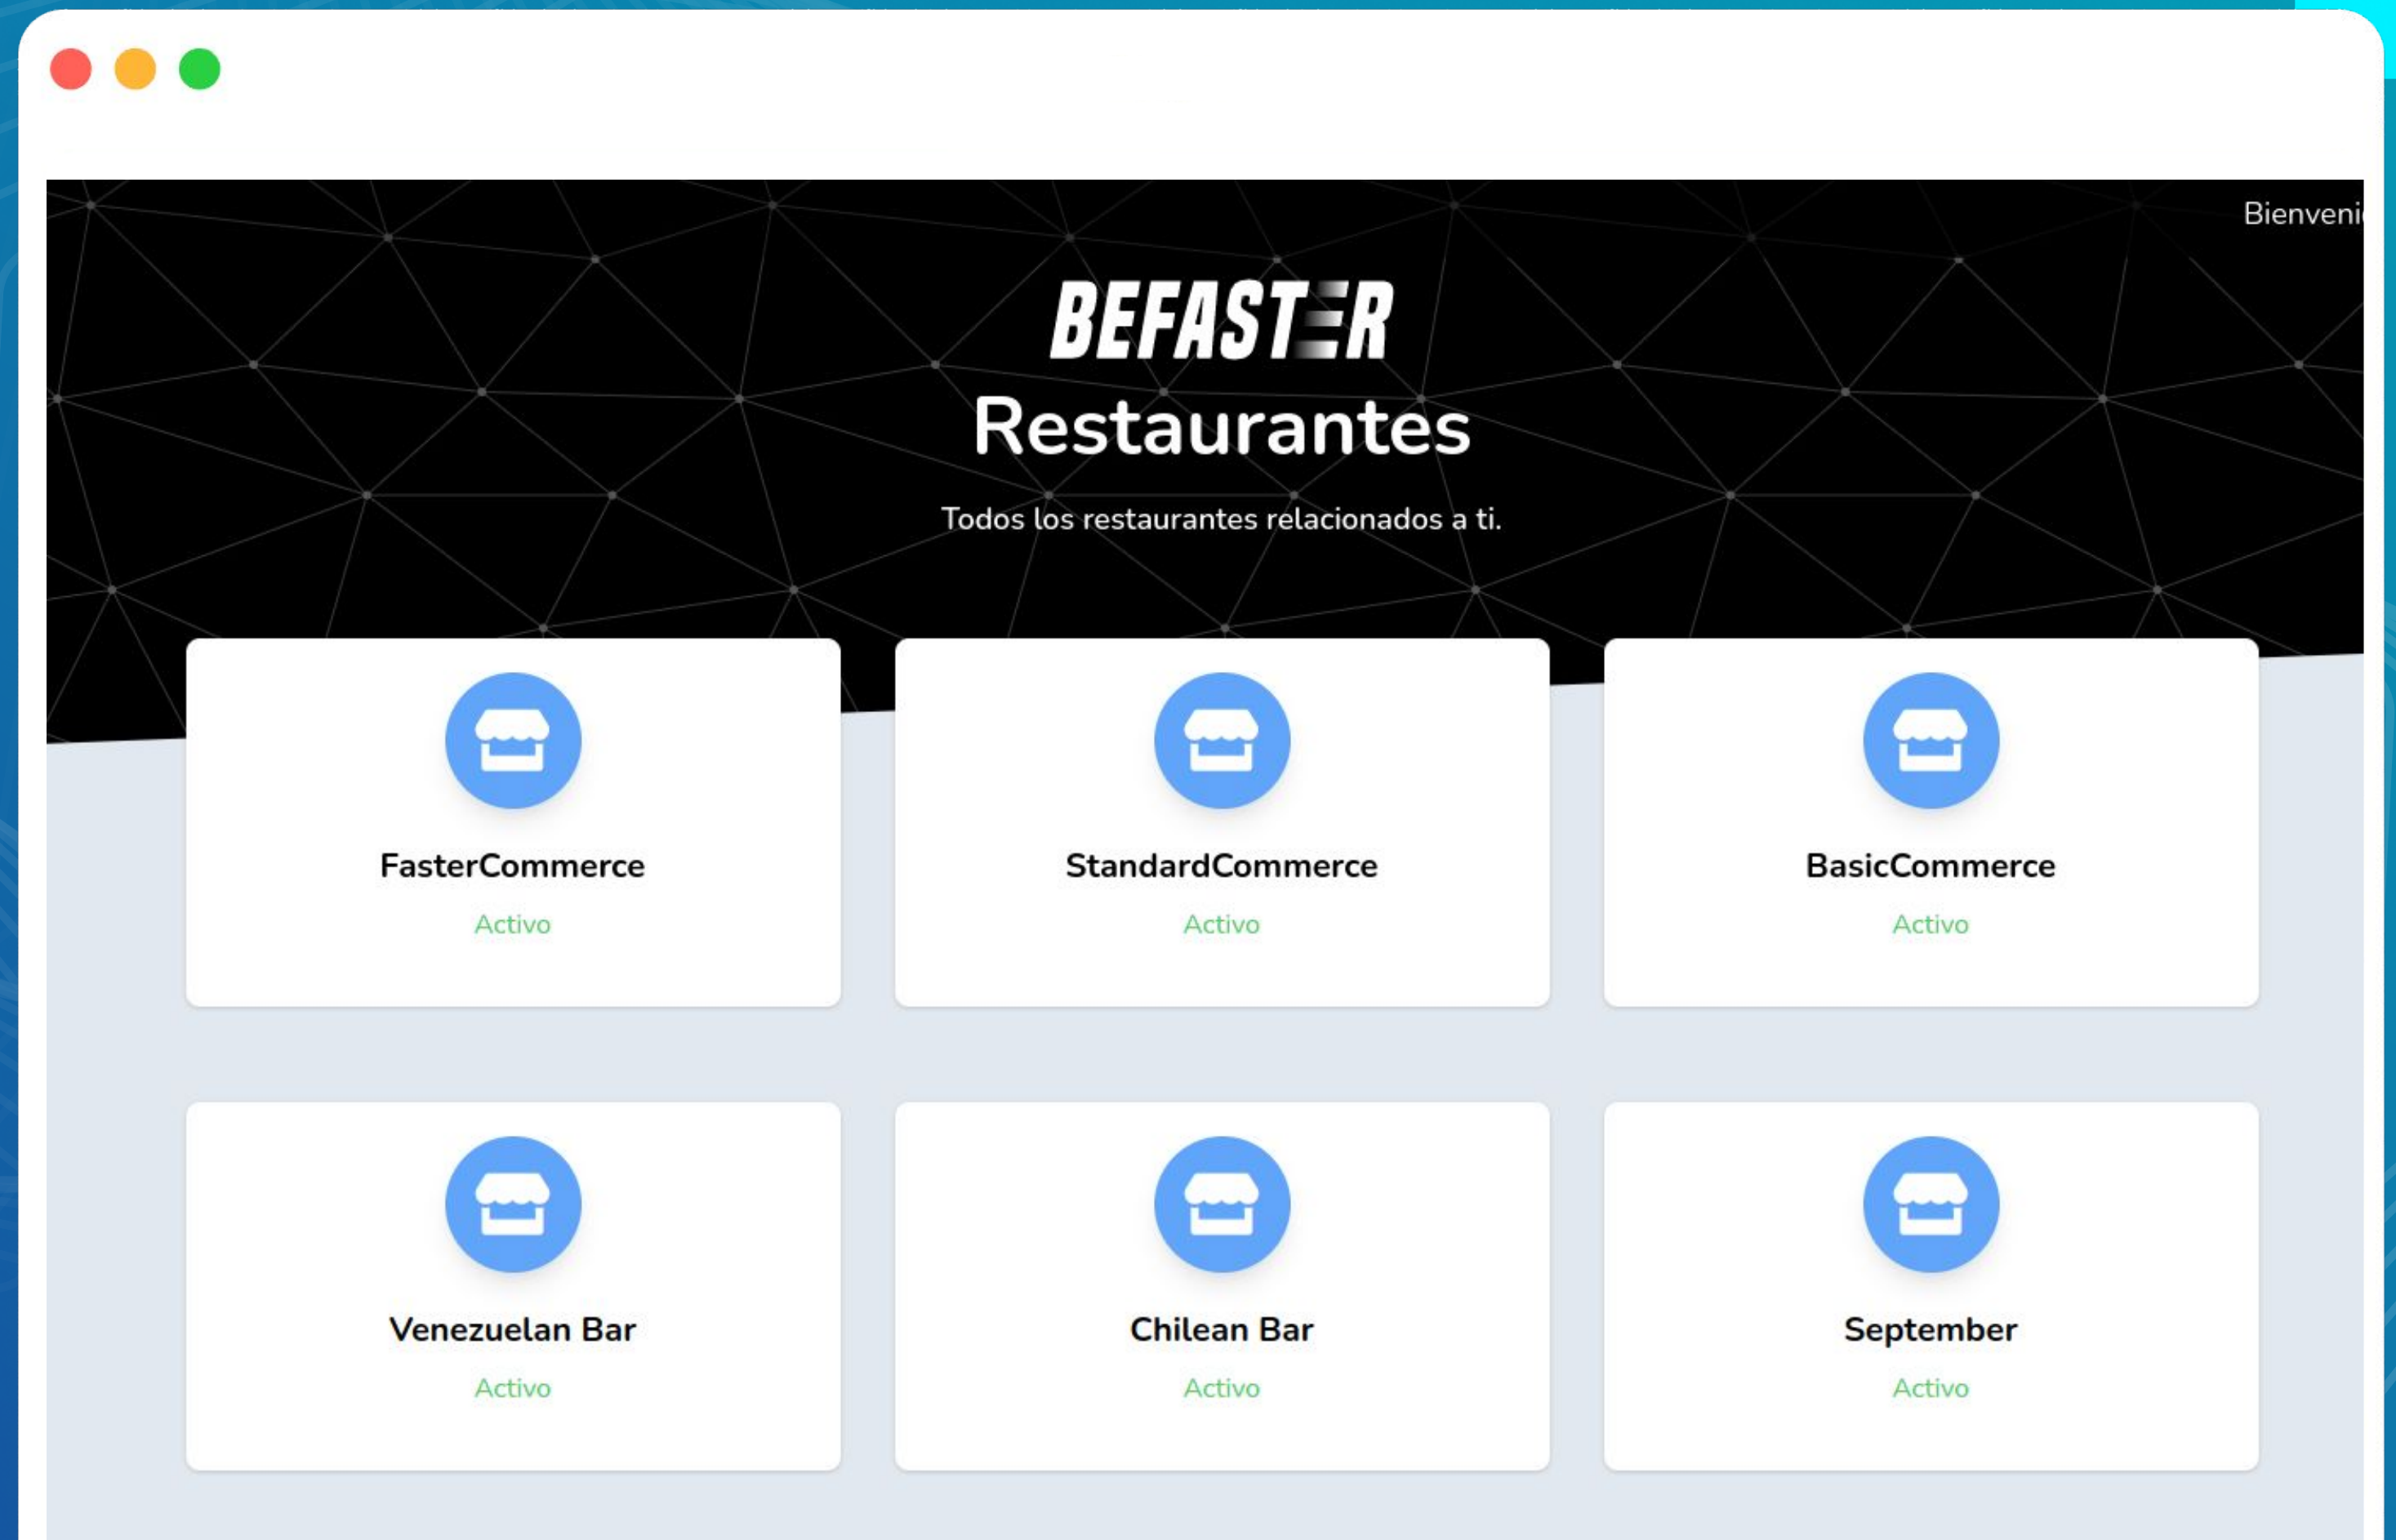 BEFASTER
Restaurantes
Todos los restaurantes relacionados a ti.
FasterCommerce
Activo
StandardCommerce
Activo
BasicCommerce
Activo
Venezuelan Bar
Activo
Chilean Bar
Activo
September
Activo